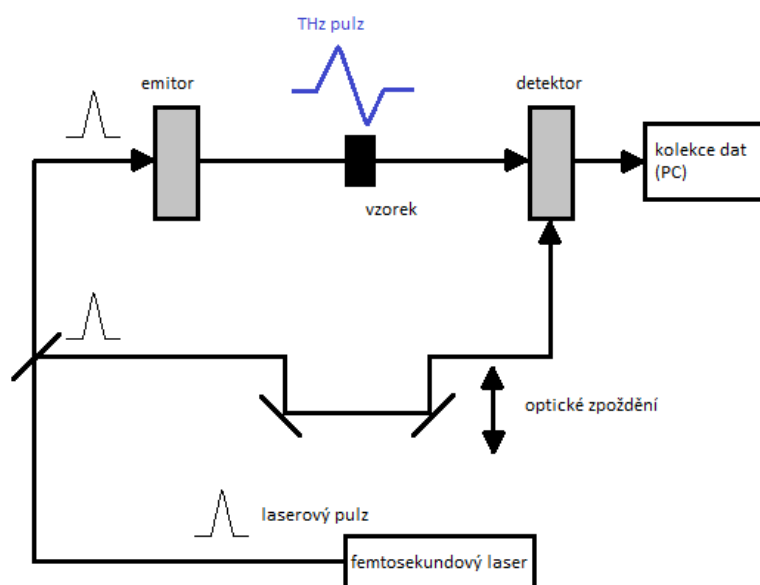 THz pulz
emitor
detektor
kolekce dat
(PC)
vzorek
optické zpoždění
laserový pulz
femtosekundový laser